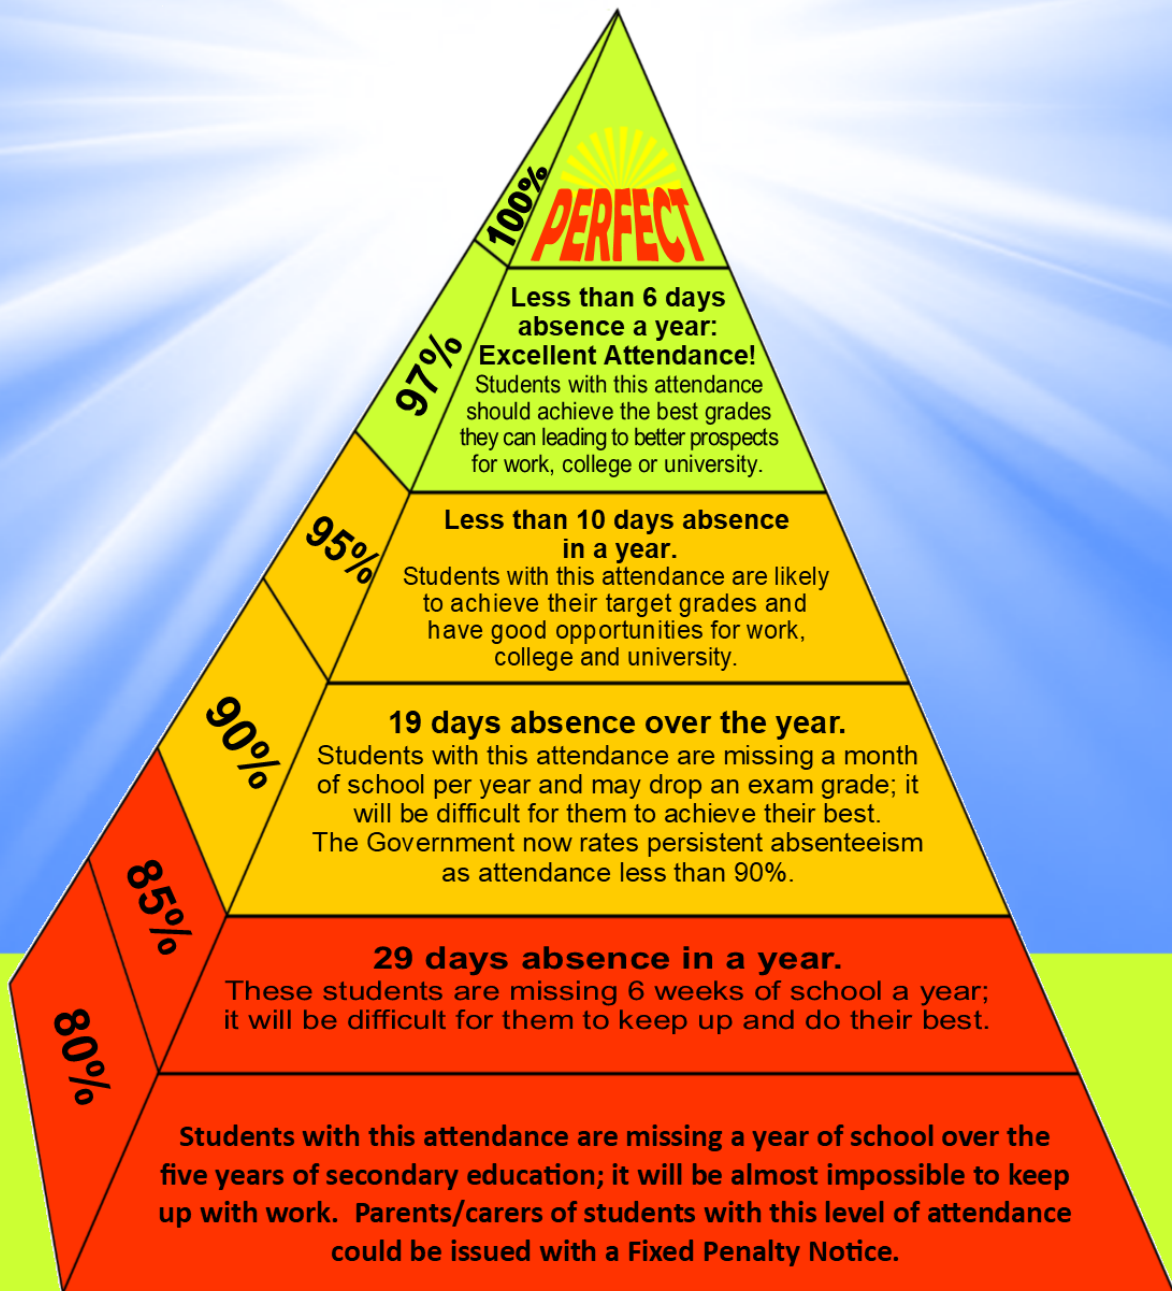 100%
PERFECT
97%
Less than 6 days
absence a year:
Excellent Attendance!
Students with this attendance
should achieve the best grades
they can leading to better prospects
for work, college or university.
95%
Less than 10 days absence
in a year.
Students with this attendance are likely
to achieve their target grades and
have good opportunities for work,
college and university.
90%
19 days absence over the year.
Students with this attendance are missing a month
of school per year and may drop an exam grade; it
will be difficult for them to achieve their best.
The Government now rates persistent absenteeism
as attendance less than 90%.
85%
29 days absence in a year.
These students are missing 6 weeks of school a year;
it will be difficult for them to keep up and do their best.
80%
Students with this attendance are missing a year of school over the
five years of secondary education; it will be almost impossible to keep
up with work. Parents/carers of students with this level of attendance
could be issued with a Fixed Penalty Notice.